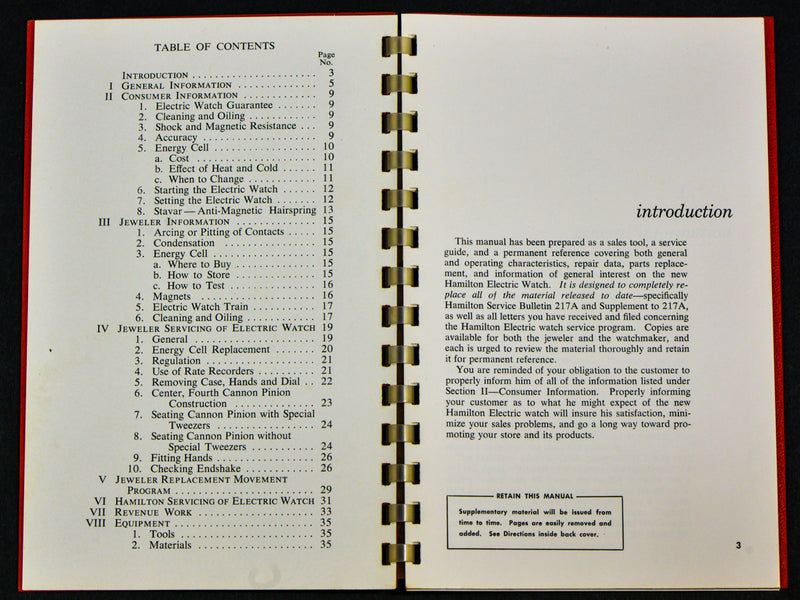 TABLE OF CONTENTS
Page
No.
INTRODUCTION . . . . . . . . . . . . . . . . . . . . 3
I GENERAL INFORMATION . . . . . . . . . . . . . 5
II CONSUMER INFORMATION . . . . . . . . . . . . 9
1. Electric Watch Guarantee . . . . . . . 9
2. Cleaning and Oiling . . . . . . . . . . . . 9
3. Shock and Magnetic Resistance . . . 9
4. Accuracy . . . . . . . . . . . . . . . . . . . 9
5. Energy Cell . . . . . . . . . . . . . . . . . 10
a. Cost . . . . . . . . . . . . . . . . . . . 10
b. Effect of Heat and Cold . . . . . . 11
c. When to Change . . . . . . . . . . . 11
6. Starting the Electric Watch . . . . . . 12
7. Setting the Electric Watch . . . . . . . 12
8. Stavar — Anti-Magnetic Hairspring 13
III JEWELER INFORMATION . . . . . . . . . . . . . 15
1. Arcing or Pitting of Contacts . . . . . 15
2. Condensation . . . . . . . . . . . . . . . 15
3. Energy Cell . . . . . . . . . . . . . . . . . 15
a. Where to Buy . . . . . . . . . . . . . 15
b. How to Store . . . . . . . . . . . . . 15
c. How to Test . . . . . . . . . . . . . . 16
4. Magnets . . . . . . . . . . . . . . . . . . . 16
5. Electric Watch Train . . . . . . . . . . . 17
6. Cleaning and Oiling . . . . . . . . . . . 17
IV JEWELER SERVICING OF ELECTRIC WATCH 19
1. General . . . . . . . . . . . . . . . . . . . . 19
2. Energy Cell Replacement . . . . . . . . 20
3. Regulation . . . . . . . . . . . . . . . . . . 21
4. Use of Rate Recorders . . . . . . . . . . 21
5. Removing Case, Hands and Dial . . 22
6. Center, Fourth Cannon Pinion
Construction . . . . . . . . . . . . . . . 23
7. Seating Cannon Pinion with Special
Tweezers . . . . . . . . . . . . . . . . . 24
8. Seating Cannon Pinion without
Special Tweezers . . . . . . . . . . . 24
9. Fitting Hands . . . . . . . . . . . . . . . . 26
10. Checking Endshake . . . . . . . . . . . . 26
V JEWELER REPLACEMENT MOVEMENT
PROGRAM . . . . . . . . . . . . . . . . . . . . . . 29
VI HAMILTON SERVICING OF ELECTRIC WATCH 31
VII REVENUE WORK . . . . . . . . . . . . . . . . . . . 33
VIII EQUIPMENT . . . . . . . . . . . . . . . . . . . . . . 35
1. Tools . . . . . . . . . . . . . . . . . . . . . . 35
2. Materials . . . . . . . . . . . . . . . . . . . 35
introduction
This manual has been prepared as a sales tool, a service
guide, and a permanent reference covering both general
and operating characteristics, repair data, parts replace-
ment, and information of general interest on the new
Hamilton Electric Watch. It is designed to completely re-
place all of the material released to date—specifically
Hamilton Service Bulletin 217A and Supplement to 217A,
as well as all letters you have received and filed concerning
the Hamilton Electric watch service program. Copies are
available for both the jeweler and the watchmaker, and
each is urged to review the material thoroughly and retain
it for permanent reference.
You are reminded of your obligation to the customer to
properly inform him of all of the information listed under
Section II—Consumer Information. Properly informing
your customer as to what he might expect of the new
Hamilton Electric watch will insure his satisfaction, mini-
mize your sales problems, and go a long way toward pro-
moting your store and its products.
RETAIN THIS MANUAL
Supplementary material will be issued from
time to time. Pages are easily removed and
added. See Directions inside back cover.
3